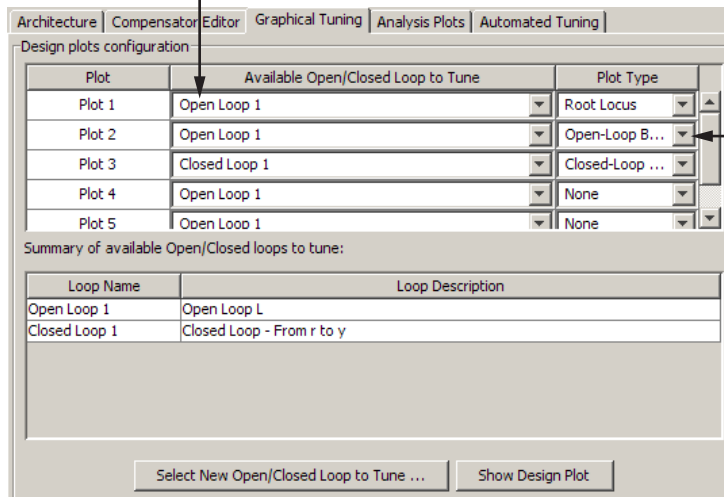 Architecture Compensator Editor Graphical Tuning Analysis Plots Automated Tuning
Design plots configuration
Plot Available Open/Closed Loop to Tune Plot Type
Plot 1 Open Loop 1 Root Locus
Plot 2 Open Loop 1 Open-Loop B...
Plot 3 Closed Loop 1 Closed-Loop ...
Plot 4 Open Loop 1 None
Plot 5 Open Loop 1 None
Summary of available Open/Closed loops to tune:
Loop Name Loop Description
Open Loop 1 Open Loop L
Closed Loop 1 Closed Loop - From r to y
Select New Open/Closed Loop to Tune ... Show Design Plot